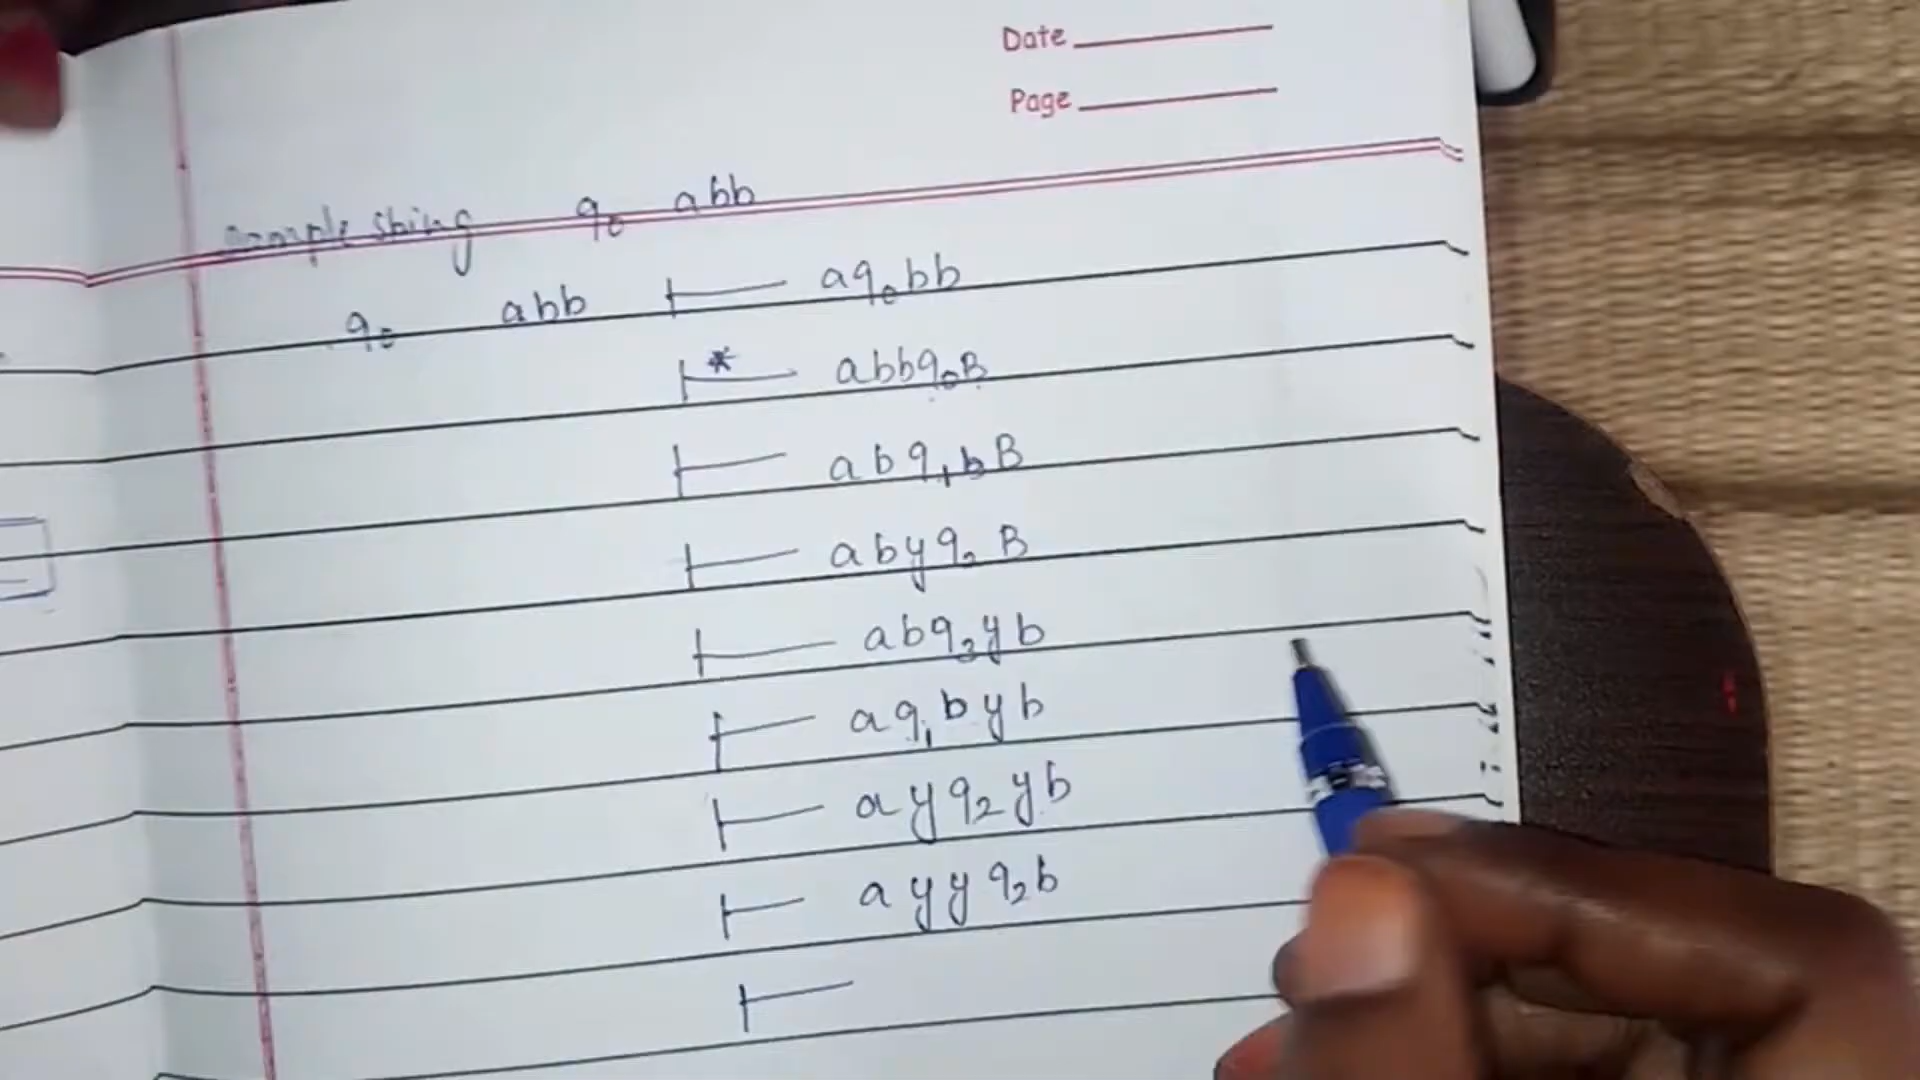 Date
Page
sample string q₀ abb
q₀ abb ⊢ aq₀bb
⊢* abbq₀B
⊢ abq₁bB
⊢ abyq₂B
⊢ abq₃yb
⊢ aq₁byb
⊢ ayq₂yb
⊢ ayyq₂b
⊢